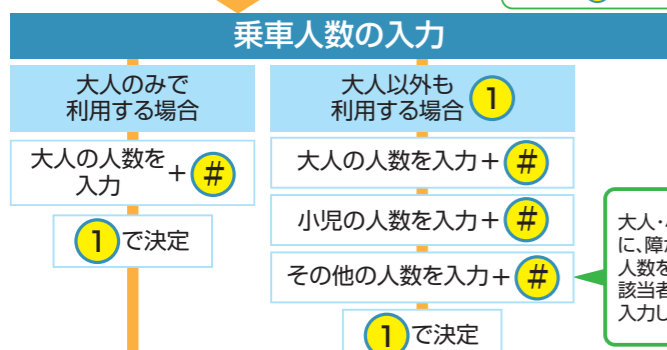 乗車人数の入力
大人のみで
利用する場合
大人の人数を
入力
+ #
1 で決定
大人以外も
利用する場合
1
大人の人数を入力+ #
小児の人数を入力+ #
その他の人数を入力+ #
1 で決定
大人・
に、障
人数を
該当者
入力し